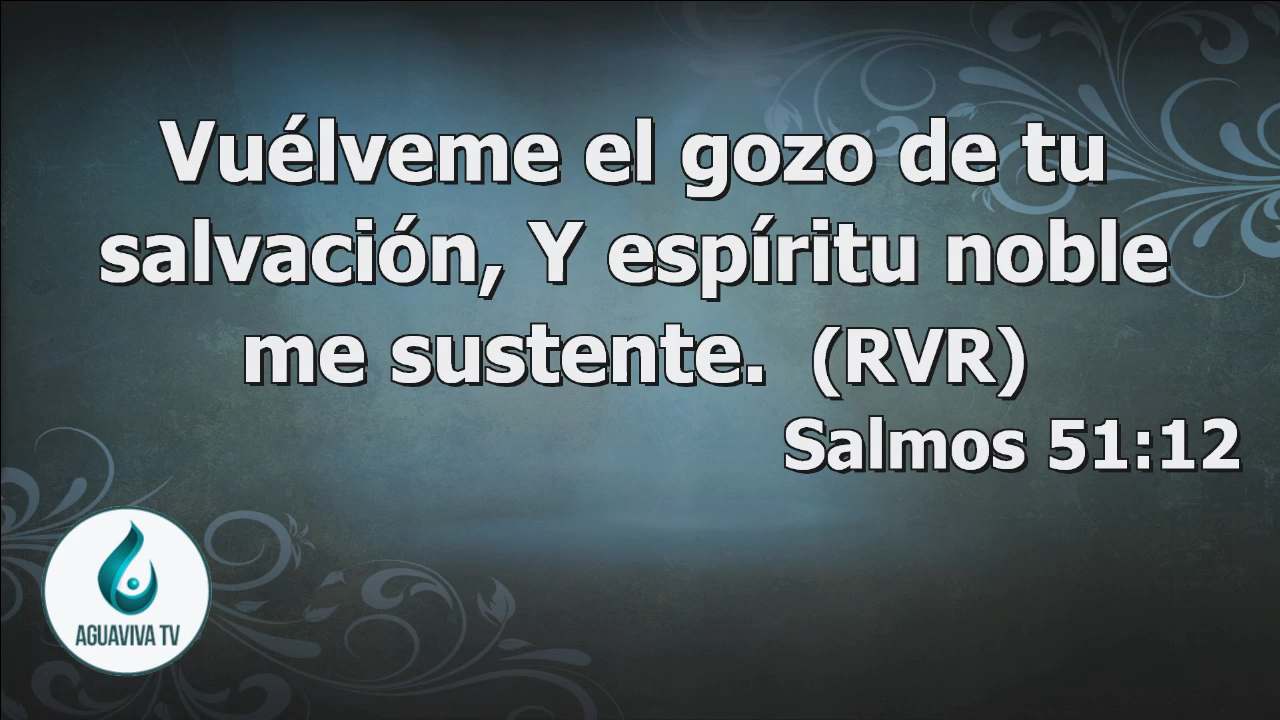 Vuélveme el gozo de tu
salvación, Y espíritu noble
me sustente. (RVR)
Salmos 51:12
AGUAVIVA TV